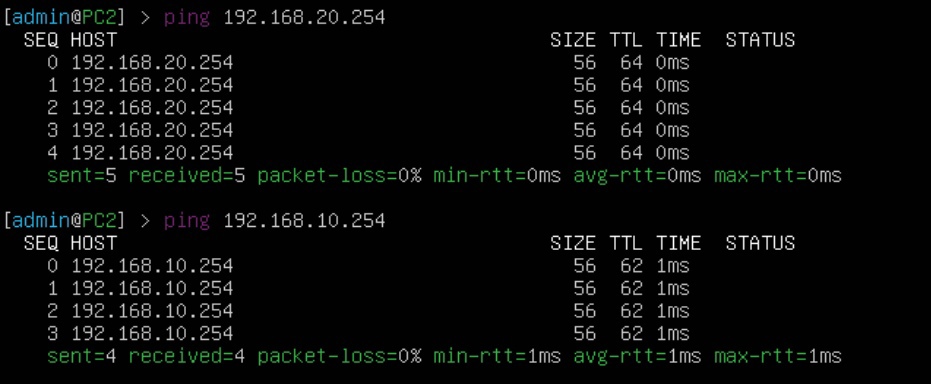 [admin@PC2] > ping 192.168.20.254
SEQ HOST SIZE TTL TIME STATUS
0 192.168.20.254 56 64 0ms
1 192.168.20.254 56 64 0ms
2 192.168.20.254 56 64 0ms
3 192.168.20.254 56 64 0ms
4 192.168.20.254 56 64 0ms
sent=5 received=5 packet-loss=0% min-rtt=0ms avg-rtt=0ms max-rtt=0ms
[admin@PC2] > ping 192.168.10.254
SEQ HOST SIZE TTL TIME STATUS
0 192.168.10.254 56 62 1ms
1 192.168.10.254 56 62 1ms
2 192.168.10.254 56 62 1ms
3 192.168.10.254 56 62 1ms
sent=4 received=4 packet-loss=0% min-rtt=1ms avg-rtt=1ms max-rtt=1ms